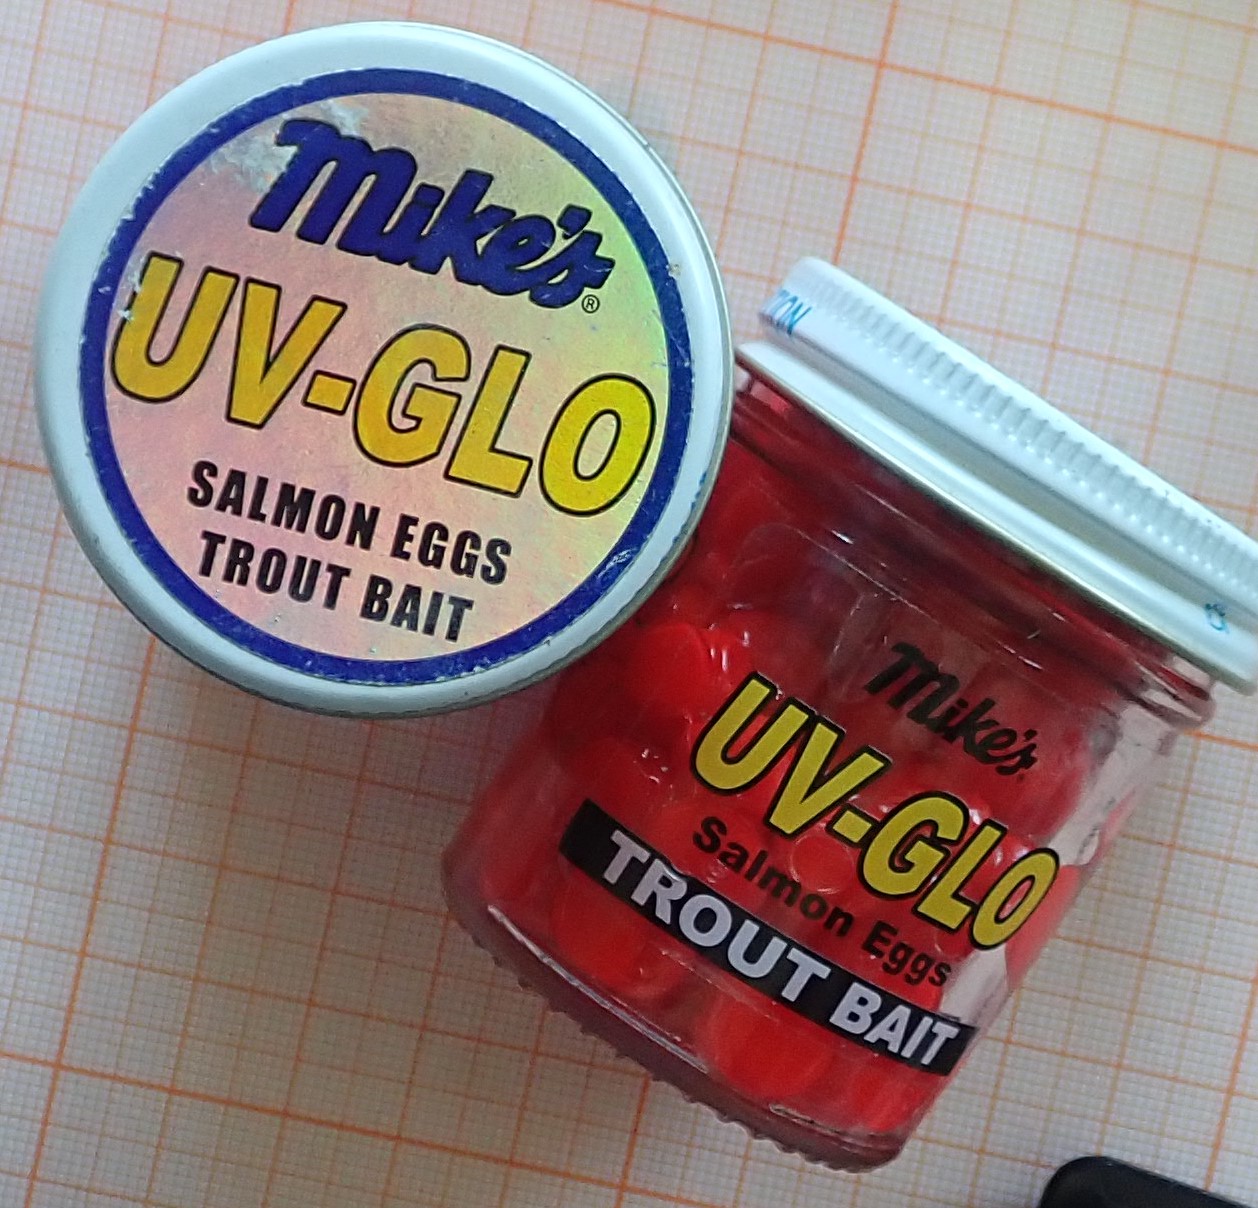 Mike's®
UV-GLO
SALMON EGGS
TROUT BAIT
Mike's
UV-GLO
Salmon Eggs
TROUT BAIT